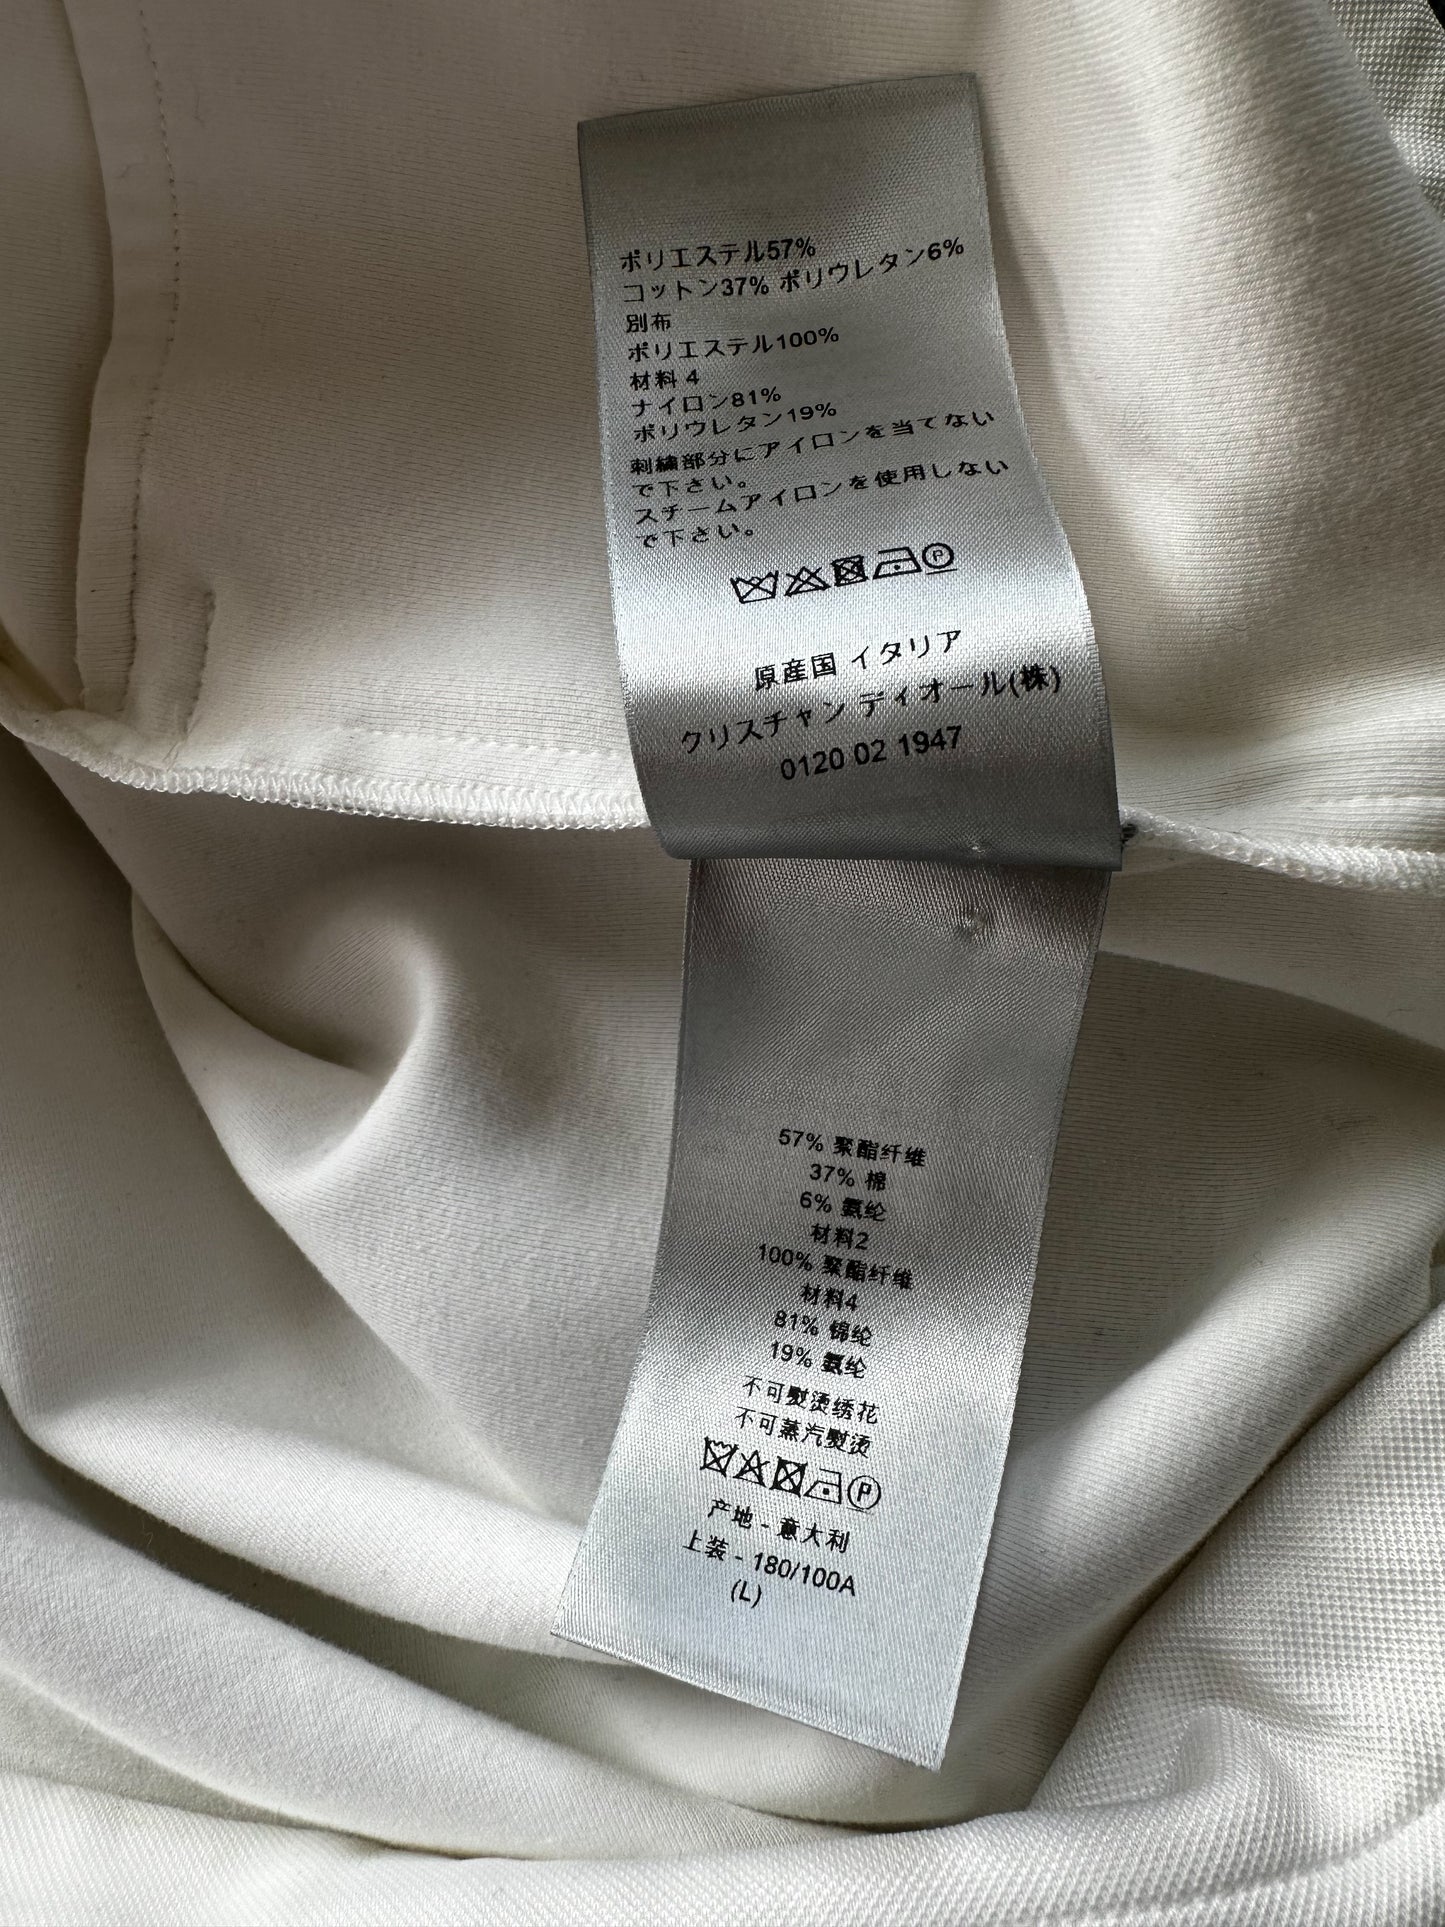 ポリエステル57%
コットン37% ポリウレタン6%
別布
ポリエステル100%
材料 4
ナイロン81%
ポリウレタン19%
刺繍部分にアイロンを当てない
で下さい。
スチームアイロンを使用しない
で下さい。
P
原産国 イタリア
クリスチャン ディオール(株)
0120 02 1947
57% 聚酯纤维
37% 棉
6% 氨纶
材料2
100% 聚酯纤维
材料4
81% 锦纶
19% 氨纶
不可熨烫绣花
不可蒸汽熨烫
P
产地 - 意大利
上装 - 180/100A
(L)